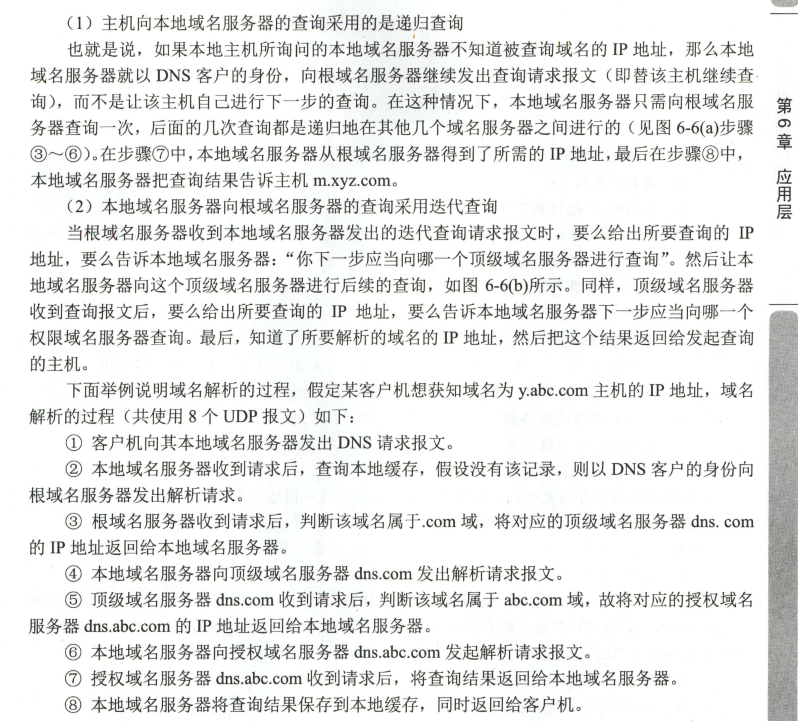 （1）主机向本地域名服务器的查询采用的是递归查询
也就是说，如果本地主机所询问的本地域名服务器不知道被查询域名的 IP 地址，那么本地
域名服务器就以 DNS 客户的身份，向根域名服务器继续发出查询请求报文（即替该主机继续查
询），而不是让该主机自己进行下一步的查询。在这种情况下，本地域名服务器只需向根域名服
务器查询一次，后面的几次查询都是递归地在其他几个域名服务器之间进行的（见图 6-6(a)步骤
③～⑥）。在步骤⑦中，本地域名服务器从根域名服务器得到了所需的 IP 地址，最后在步骤⑧中，
本地域名服务器把查询结果告诉主机 m.xyz.com。
（2）本地域名服务器向根域名服务器的查询采用迭代查询
当根域名服务器收到本地域名服务器发出的迭代查询请求报文时，要么给出所要查询的 IP
地址，要么告诉本地域名服务器：“你下一步应当向哪一个顶级域名服务器进行查询”。然后让本
地域名服务器向这个顶级域名服务器进行后续的查询，如图 6-6(b)所示。同样，顶级域名服务器
收到查询报文后，要么给出所要查询的 IP 地址，要么告诉本地域名服务器下一步应当向哪一个
权限域名服务器查询。最后，知道了所要解析的域名的 IP 地址，然后把这个结果返回给发起查询
的主机。
下面举例说明域名解析的过程，假定某客户机想获知域名为 y.abc.com 主机的 IP 地址，域名
解析的过程（共使用 8 个 UDP 报文）如下：
① 客户机向其本地域名服务器发出 DNS 请求报文。
② 本地域名服务器收到请求后，查询本地缓存，假设没有该记录，则以 DNS 客户的身份向
根域名服务器发出解析请求。
③ 根域名服务器收到请求后，判断该域名属于.com 域，将对应的顶级域名服务器 dns. com
的 IP 地址返回给本地域名服务器。
④ 本地域名服务器向顶级域名服务器 dns.com 发出解析请求报文。
⑤ 顶级域名服务器 dns.com 收到请求后，判断该域名属于 abc.com 域，故将对应的授权域名
服务器 dns.abc.com 的 IP 地址返回给本地域名服务器。
⑥ 本地域名服务器向授权域名服务器 dns.abc.com 发起解析请求报文。
⑦ 授权域名服务器 dns.abc.com 收到请求后，将查询结果返回给本地域名服务器。
⑧ 本地域名服务器将查询结果保存到本地缓存，同时返回给客户机。
第6章 应用层